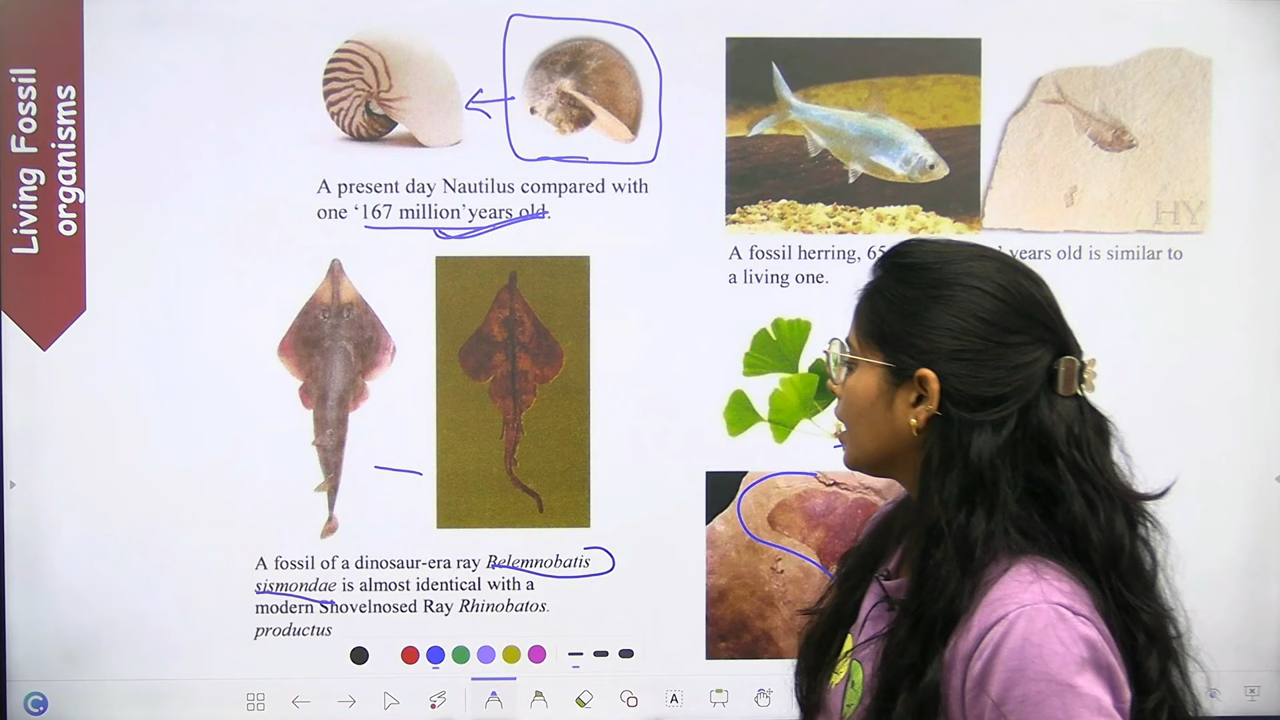 Living Fossil
organisms
A present day Nautilus compared with
one ‘167 million’years old.
HY
A fossil herring, 65 years old is similar to
a living one.
A fossil of a dinosaur-era ray Belemnobatis
sismondae is almost identical with a
modern Shovelnosed Ray Rhinobatos.
productus
A